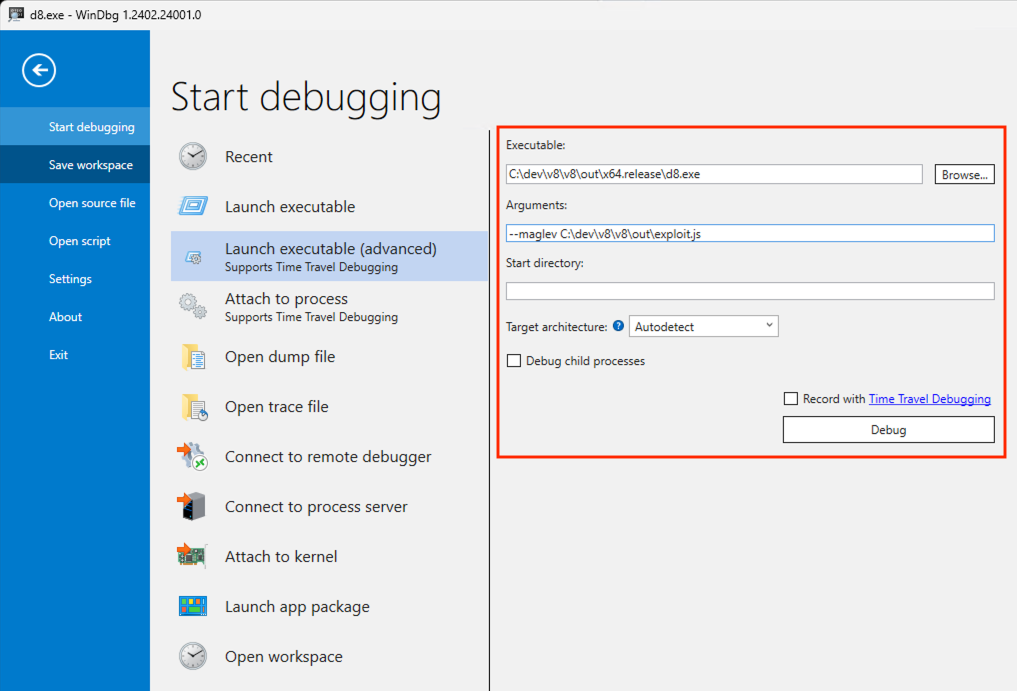 d8.exe - WinDbg 1.2402.24001.0
Start debugging
Save workspace
Open source file
Open script
Settings
About
Exit
Start debugging
Recent
Launch executable
Launch executable (advanced)
Supports Time Travel Debugging
Attach to process
Supports Time Travel Debugging
Open dump file
Open trace file
Connect to remote debugger
Connect to process server
Attach to kernel
Launch app package
Open workspace
Executable:
C:\dev\v8\v8\out\x64.release\d8.exe
Browse...
Arguments:
--maglev C:\dev\v8\v8\out\exploit.js
Start directory:
Target architecture: ? Autodetect
Debug child processes
Record with Time Travel Debugging
Debug